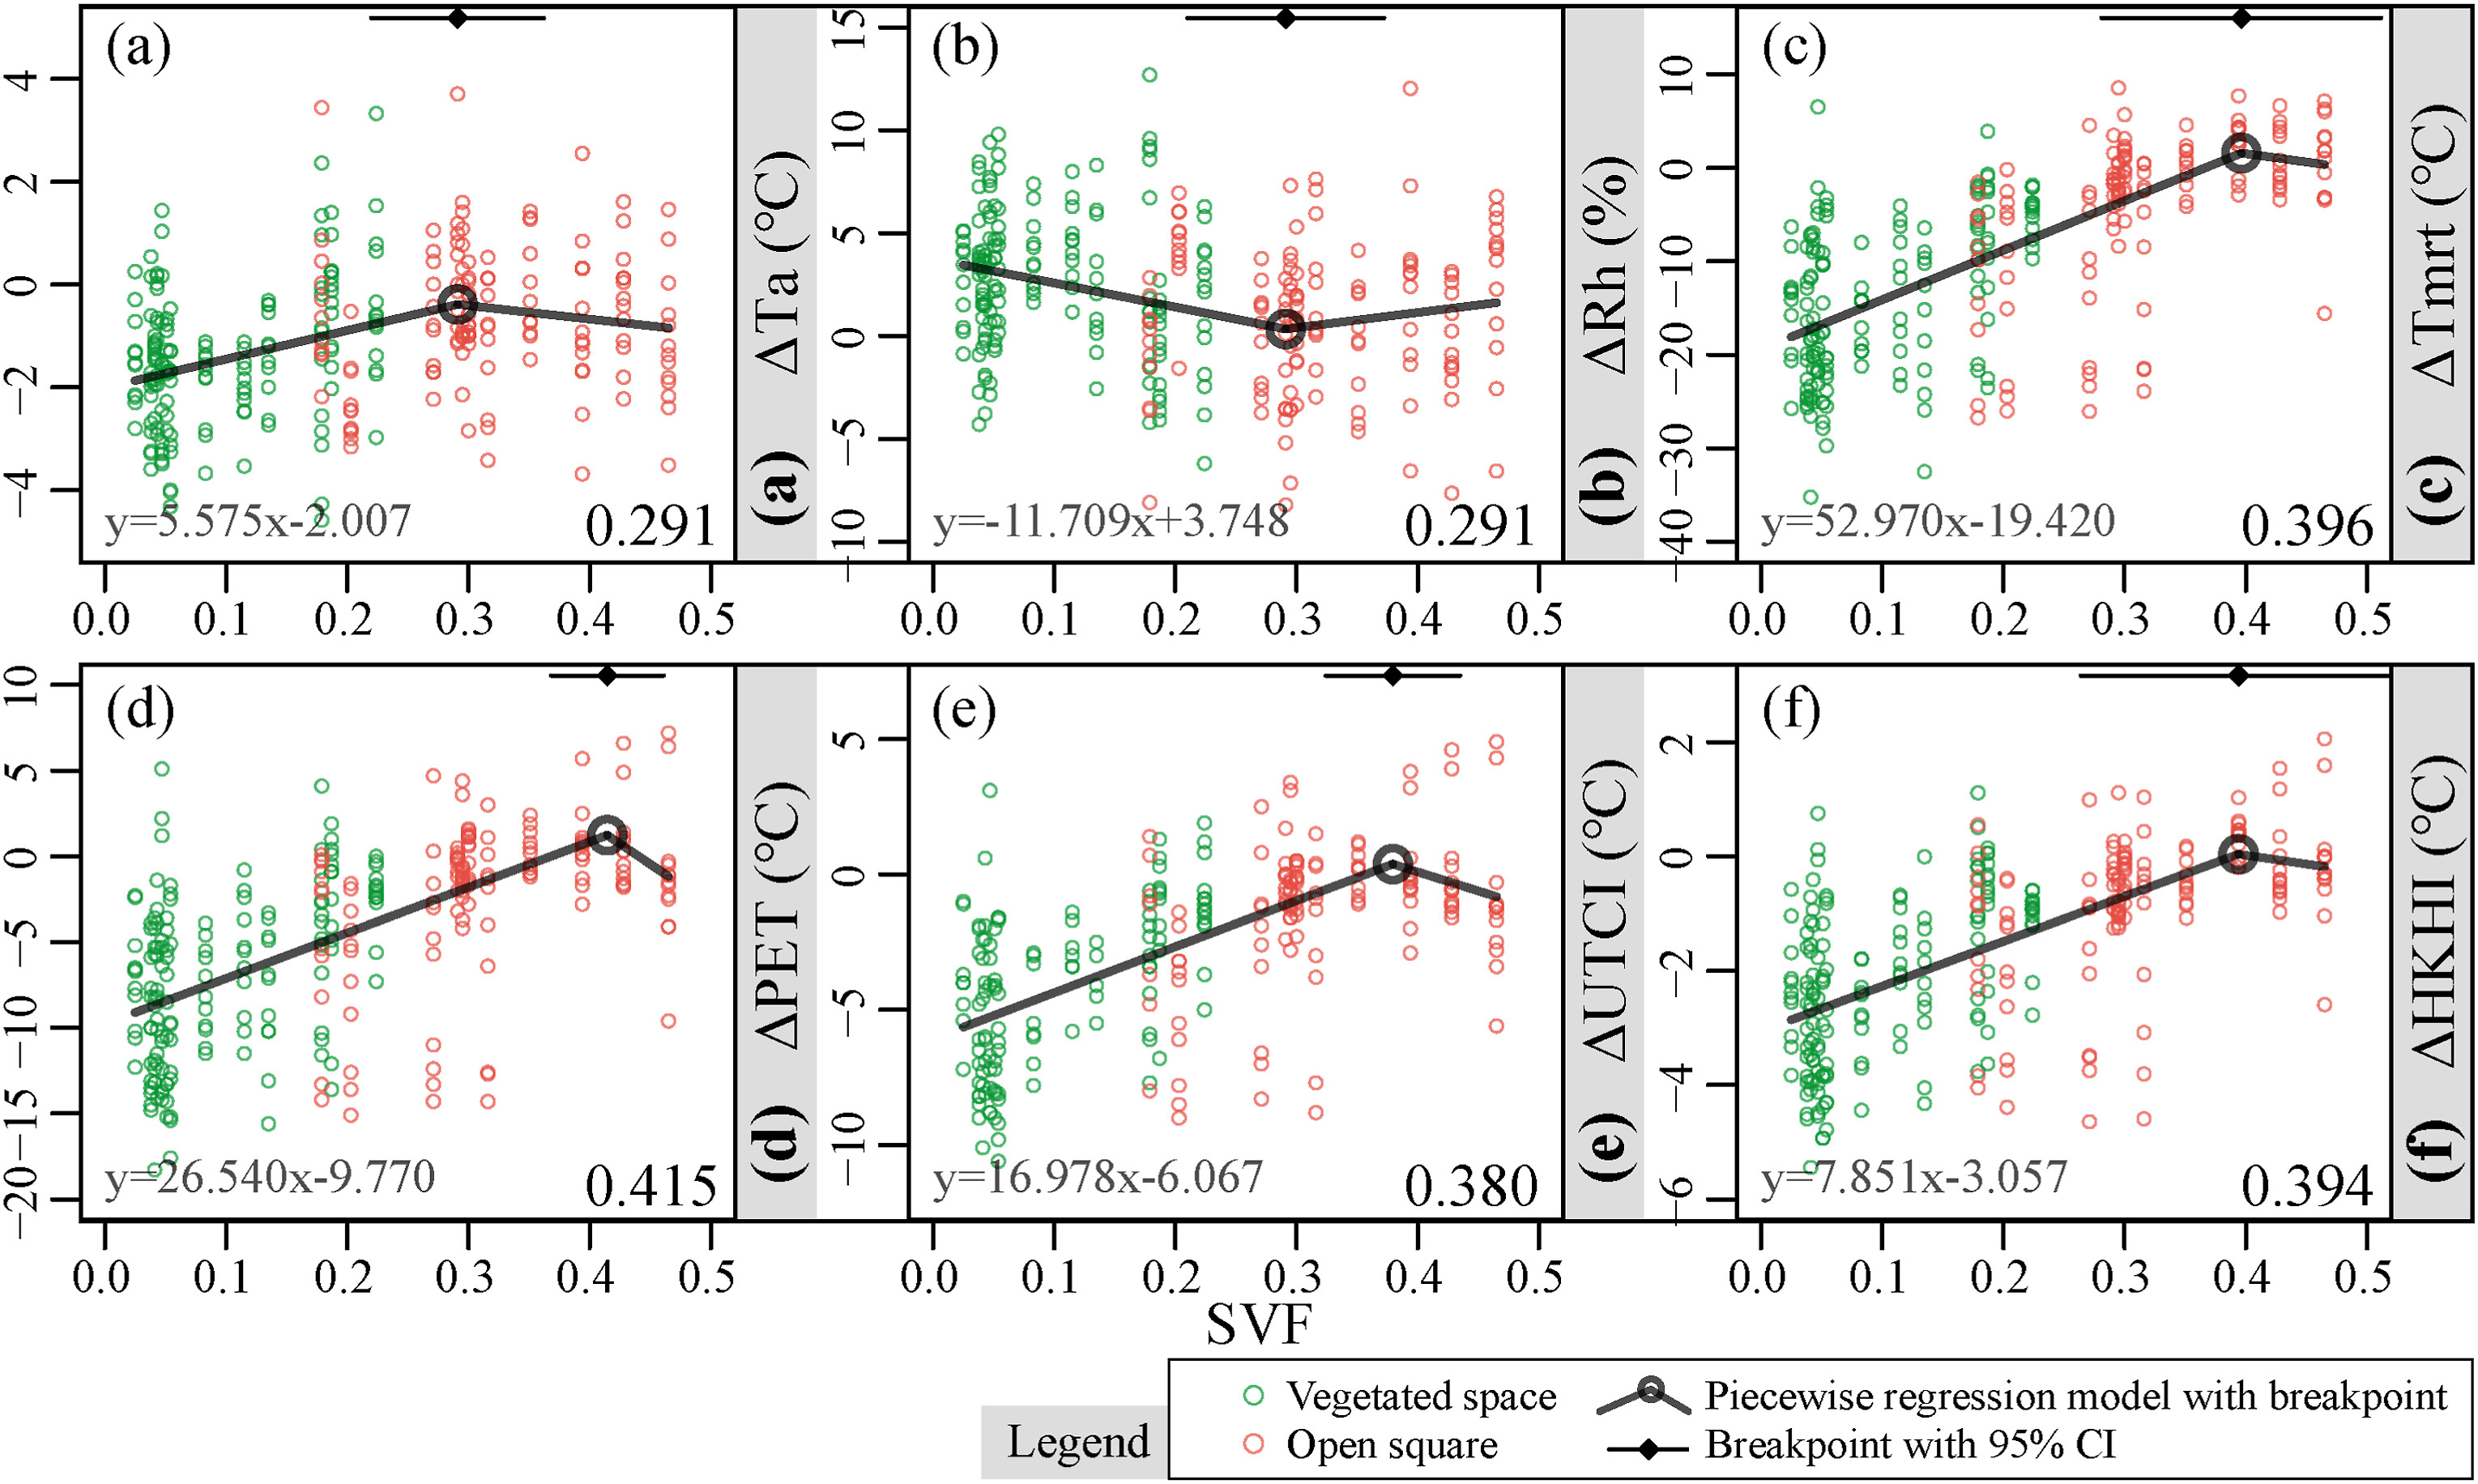 (a)
4
2
0
−2
−4
y=5.575x-2.007
0.291
0.0 0.1 0.2 0.3 0.4 0.5
(a) ΔTa (°C)
(b)
15
10
5
0
−5
−10
y=-11.709x+3.748
0.291
0.0 0.1 0.2 0.3 0.4 0.5
(b) ΔRh (%)
(c)
10
0
−10
−20
−30
−40
y=52.970x-19.420
0.396
0.0 0.1 0.2 0.3 0.4 0.5
(c) ΔTmrt (°C)
(d)
10
5
0
−5
−10
−15
−20
y=26.540x-9.770
0.415
0.0 0.1 0.2 0.3 0.4 0.5
(d) ΔPET (°C)
(e)
5
0
−5
−10
y=16.978x-6.067
0.380
0.0 0.1 0.2 0.3 0.4 0.5
(e) ΔUTCI (°C)
(f)
2
0
−2
−4
−6
y=7.851x-3.057
0.394
0.0 0.1 0.2 0.3 0.4 0.5
(f) ΔHKHI (°C)
SVF
Legend
Vegetated space
Open square
Piecewise regression model with breakpoint
Breakpoint with 95% CI